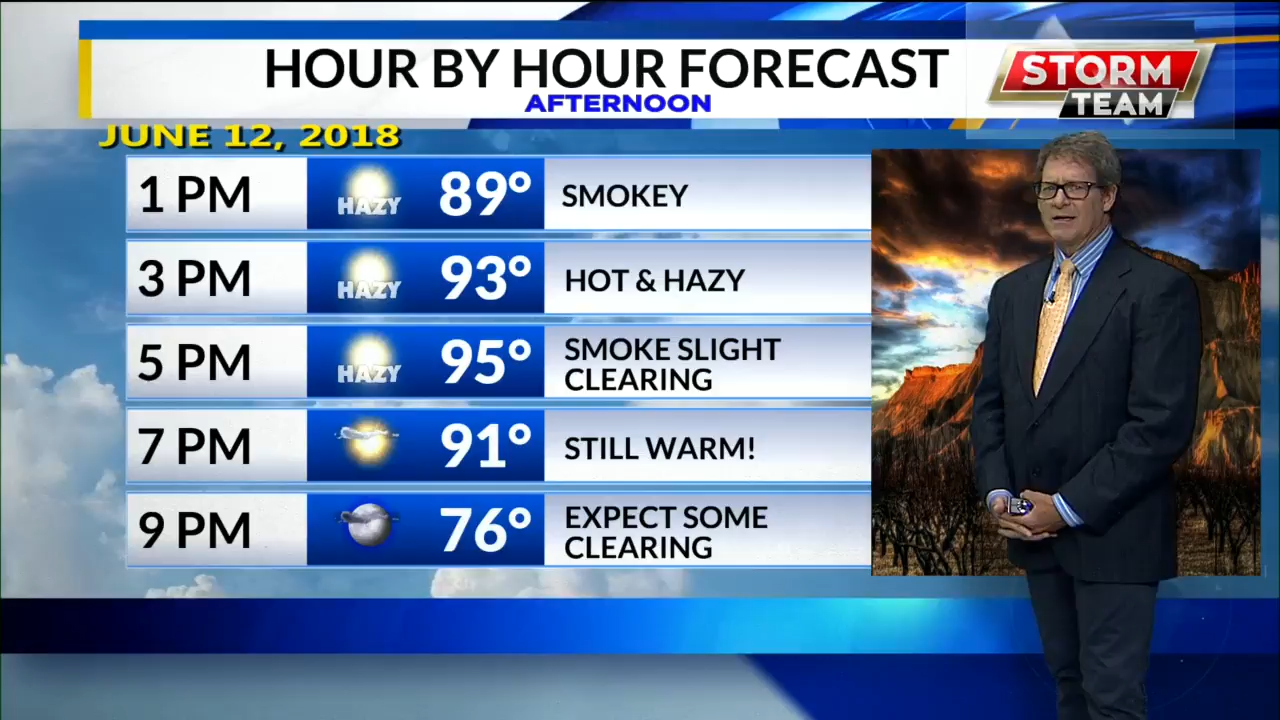 HOUR BY HOUR FORECAST
AFTERNOON
STORM
TEAM
JUNE 12, 2018
1 PM HAZY 89° SMOKEY
3 PM HAZY 93° HOT & HAZY
5 PM HAZY 95° SMOKE SLIGHT
CLEARING
7 PM 91° STILL WARM!
9 PM 76° EXPECT SOME
CLEARING